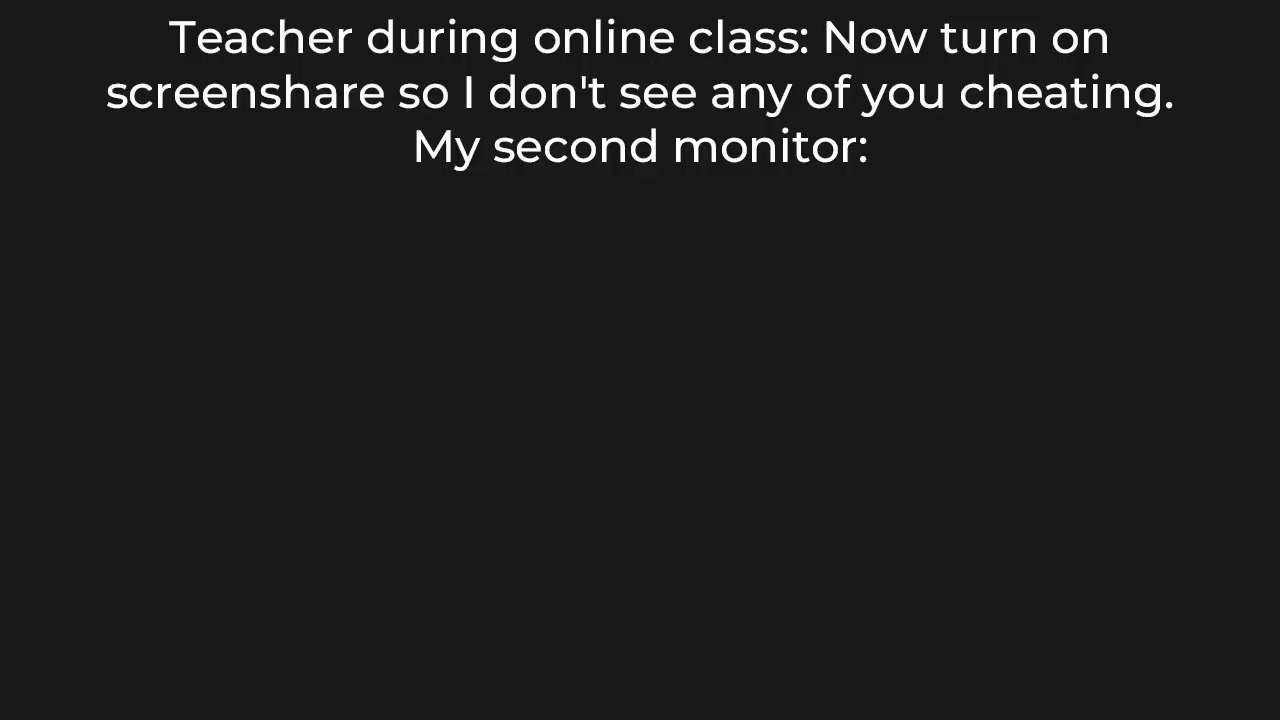 Teacher during online class: Now turn on
screenshare so I don't see any of you cheating.
My second monitor: